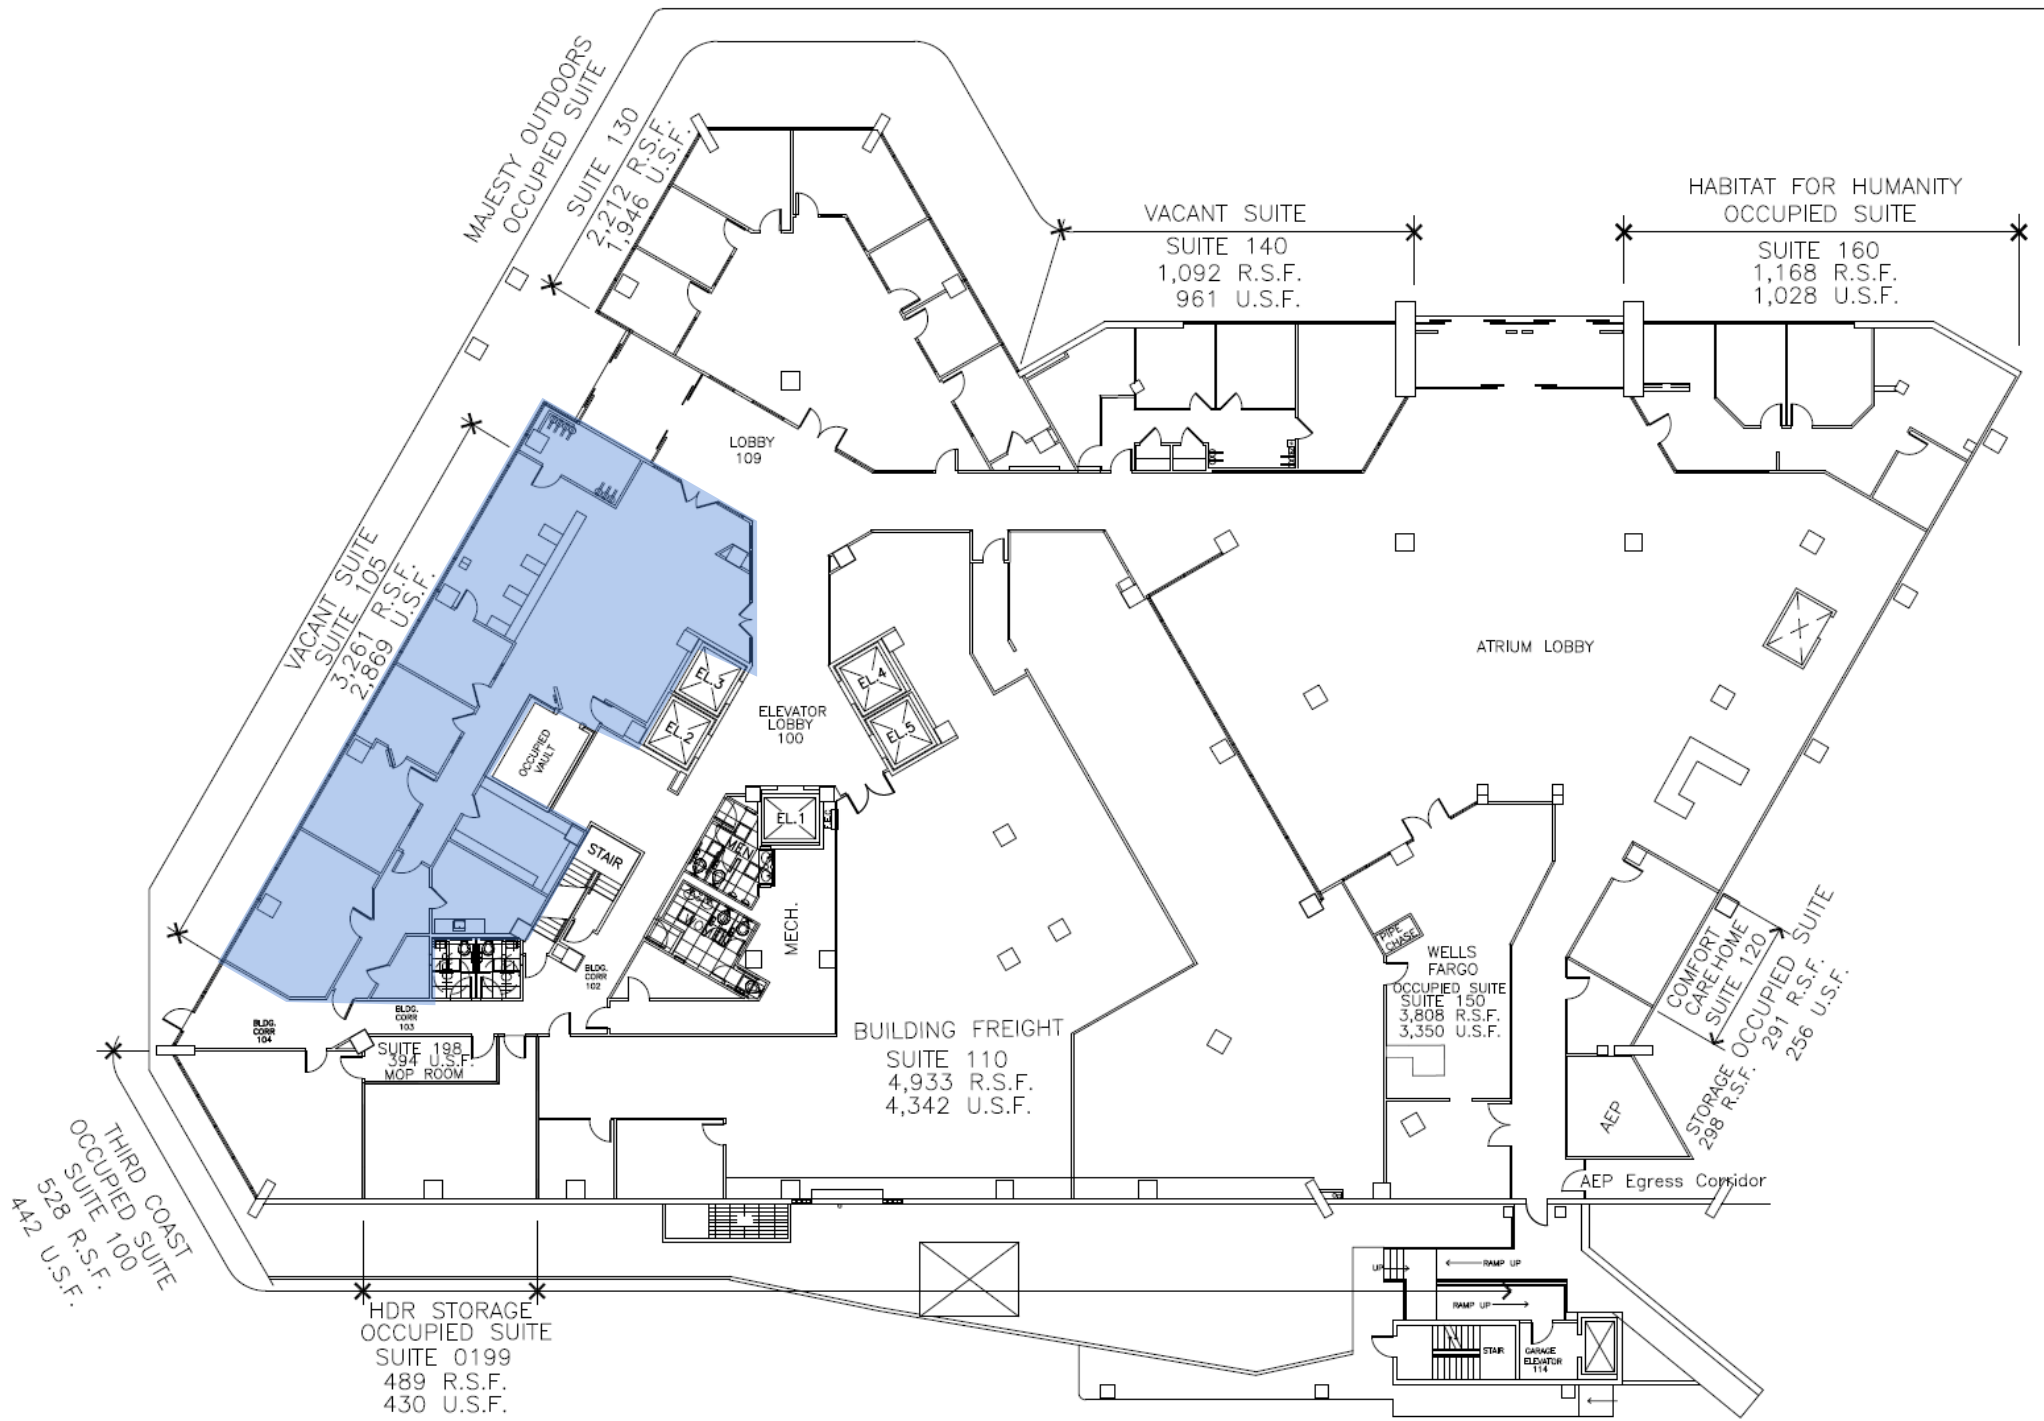 MAJESTY OUTDOORS
OCCUPIED SUITE
SUITE 130
2,212 R.S.F.
1,946 U.S.F.
VACANT SUITE
SUITE 140
1,092 R.S.F.
961 U.S.F.
HABITAT FOR HUMANITY
OCCUPIED SUITE
SUITE 160
1,168 R.S.F.
1,028 U.S.F.
LOBBY
109
VACANT SUITE
SUITE 105
3,261 R.S.F.
2,869 U.S.F.
ATRIUM LOBBY
EL.3
EL.2
EL.4
EL.5
ELEVATOR
LOBBY
100
OCCUPIED
VAULT
EL.1
STAIR
MEN
WOMEN
MECH.
PIPE
CHASE
WELLS
FARGO
OCCUPIED SUITE
SUITE 150
3,808 R.S.F.
3,350 U.S.F.
COMFORT
CARE HOME
SUITE 120
OCCUPIED SUITE
291 R.S.F.
256 U.S.F.
STORAGE
298 R.S.F.
BLDG.
CORR
102
BLDG.
CORR
103
BLDG.
CORR
104
SUITE 198
394 U.S.F.
MOP ROOM
BUILDING FREIGHT
SUITE 110
4,933 R.S.F.
4,342 U.S.F.
AEP
AEP Egress Corridor
THIRD COAST
OCCUPIED SUITE
SUITE 100
528 R.S.F.
442 U.S.F.
HDR STORAGE
OCCUPIED SUITE
SUITE 0199
489 R.S.F.
430 U.S.F.
UP
RAMP UP
RAMP UP
STAIR
GARAGE
ELEVATOR
114